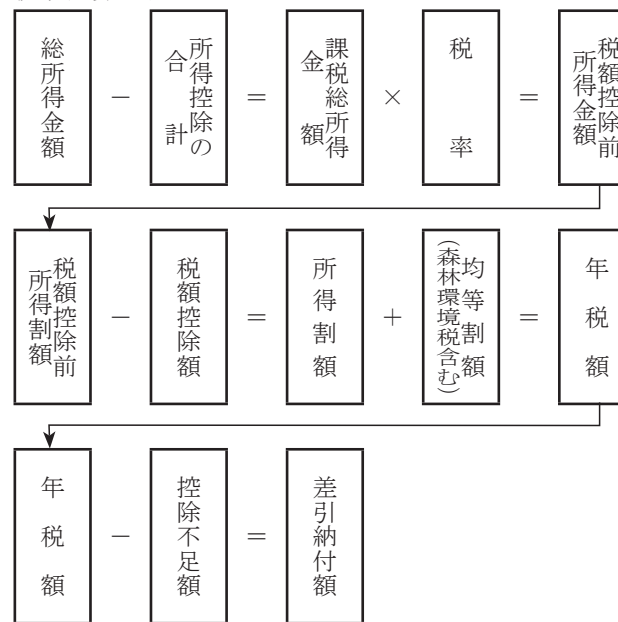 総所得金額
−
所得控除の
合計
=
課税総所得
金額
×
税率
=
税額控除前
所得金額
税額控除前
所得割額
−
税額控除額
=
所得割額
+
均等割額
(森林環境税含む)
=
年税額
年税額
−
控除不足額
=
差引納付額